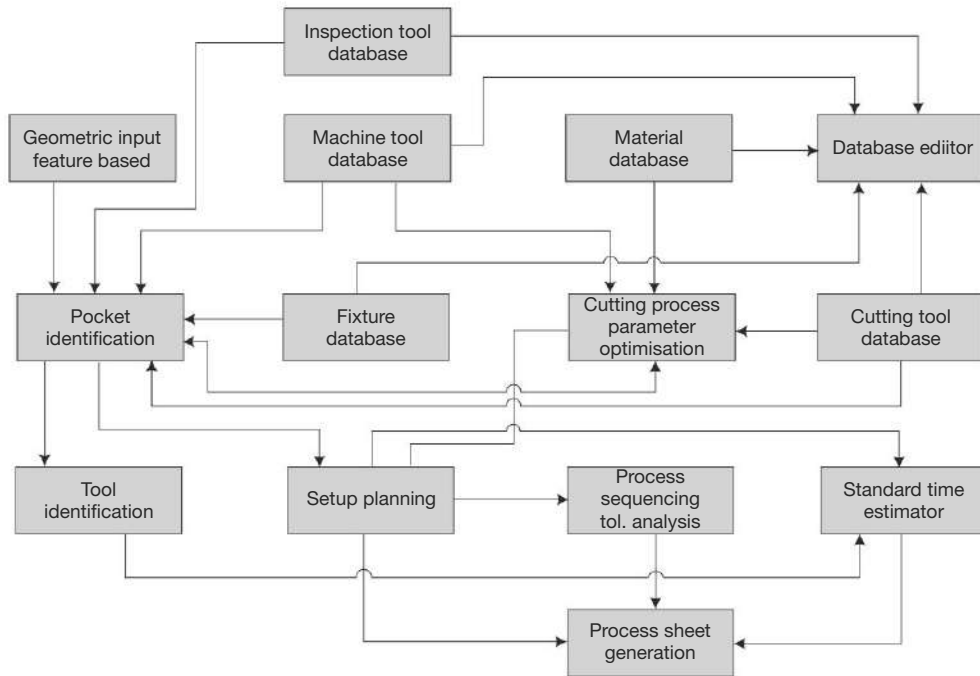 Inspection tool
database
Geometric input
feature based
Machine tool
database
Material
database
Database ediitor
Pocket
identification
Fixture
database
Cutting process
parameter
optimisation
Cutting tool
database
Tool
identification
Setup planning
Process
sequencing
tol. analysis
Standard time
estimator
Process sheet
generation